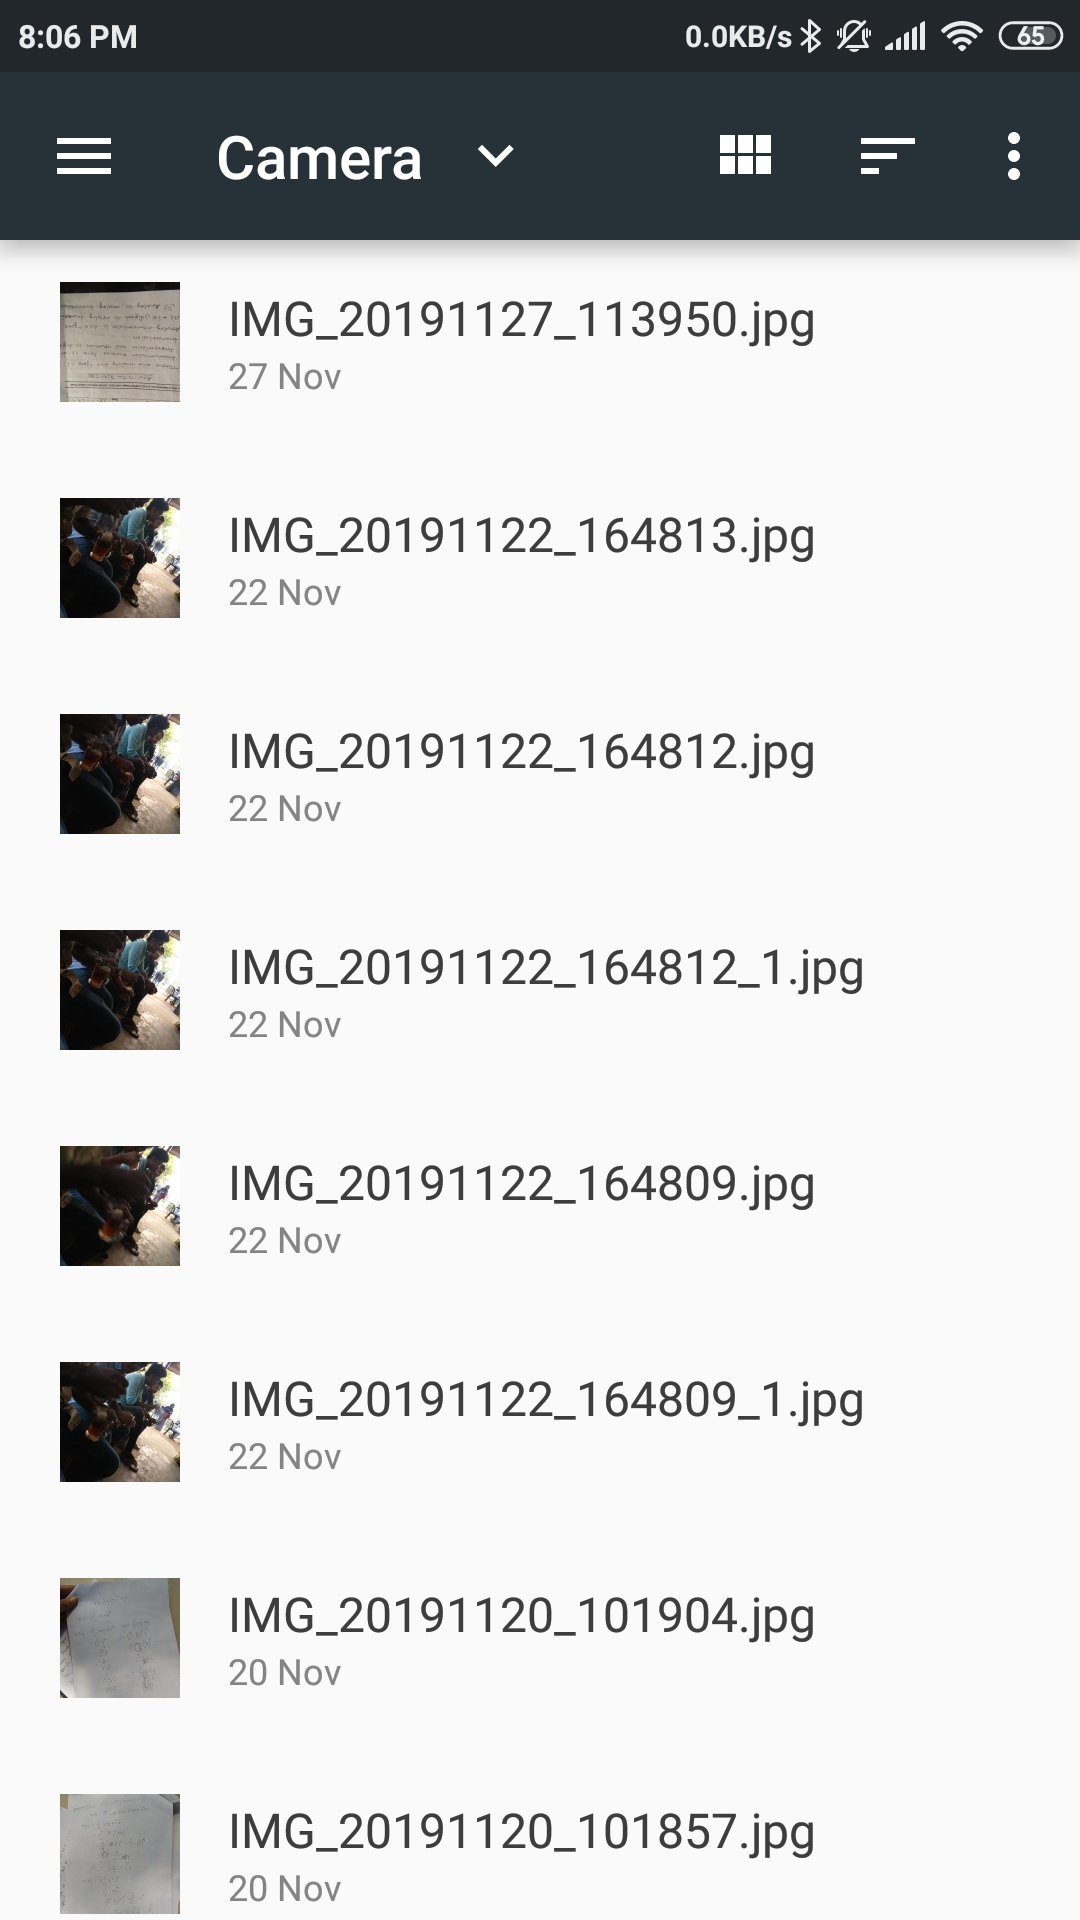 8:06 PM 0.0KB/s 65
Camera
IMG_20191127_113950.jpg
27 Nov
IMG_20191122_164813.jpg
22 Nov
IMG_20191122_164812.jpg
22 Nov
IMG_20191122_164812_1.jpg
22 Nov
IMG_20191122_164809.jpg
22 Nov
IMG_20191122_164809_1.jpg
22 Nov
IMG_20191120_101904.jpg
20 Nov
IMG_20191120_101857.jpg
20 Nov